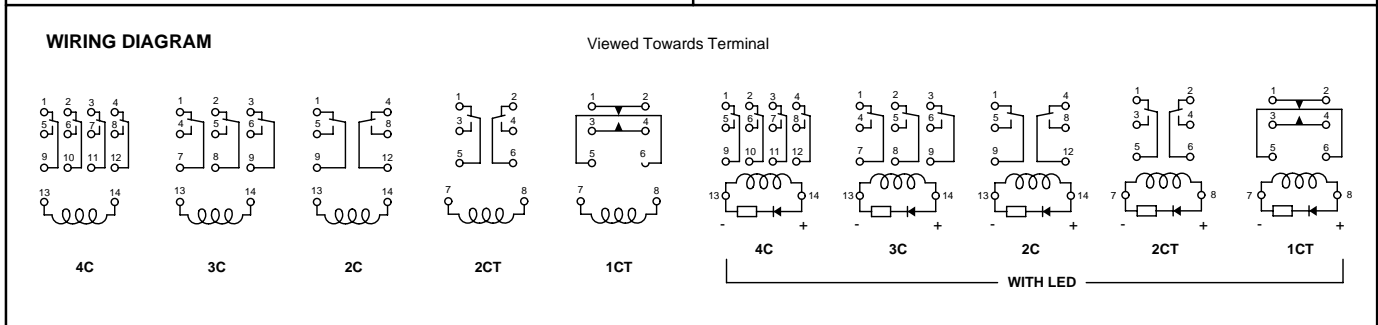 WIRING DIAGRAM
Viewed Towards Terminal
1 2 3 4
5 6 7 8
9 10 11 12
13 14
4C
1 2 3
4 5 6
7 8 9
13 14
3C
1 4
5 8
9 12
13 14
2C
1 2
3 4
5 6
7 8
2CT
1 2
3 4
5 6
7 8
1CT
1 2 3 4
5 6 7 8
9 10 11 12
13 14
- +
4C
1 2 3
4 5 6
7 8 9
13 14
- +
3C
1 4
5 8
9 12
13 14
- +
2C
1 2
3 4
5 6
7 8
- +
2CT
1 2
3 4
5 6
7 8
- +
1CT
WITH LED